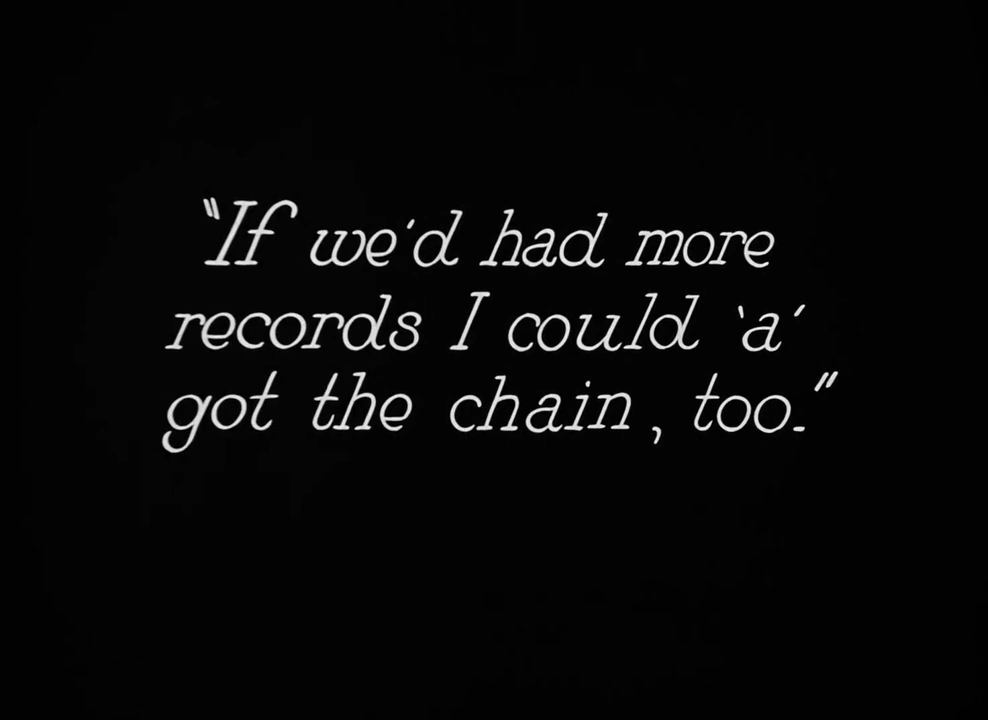 "If we'd had more
records I could 'a'
got the chain, too."